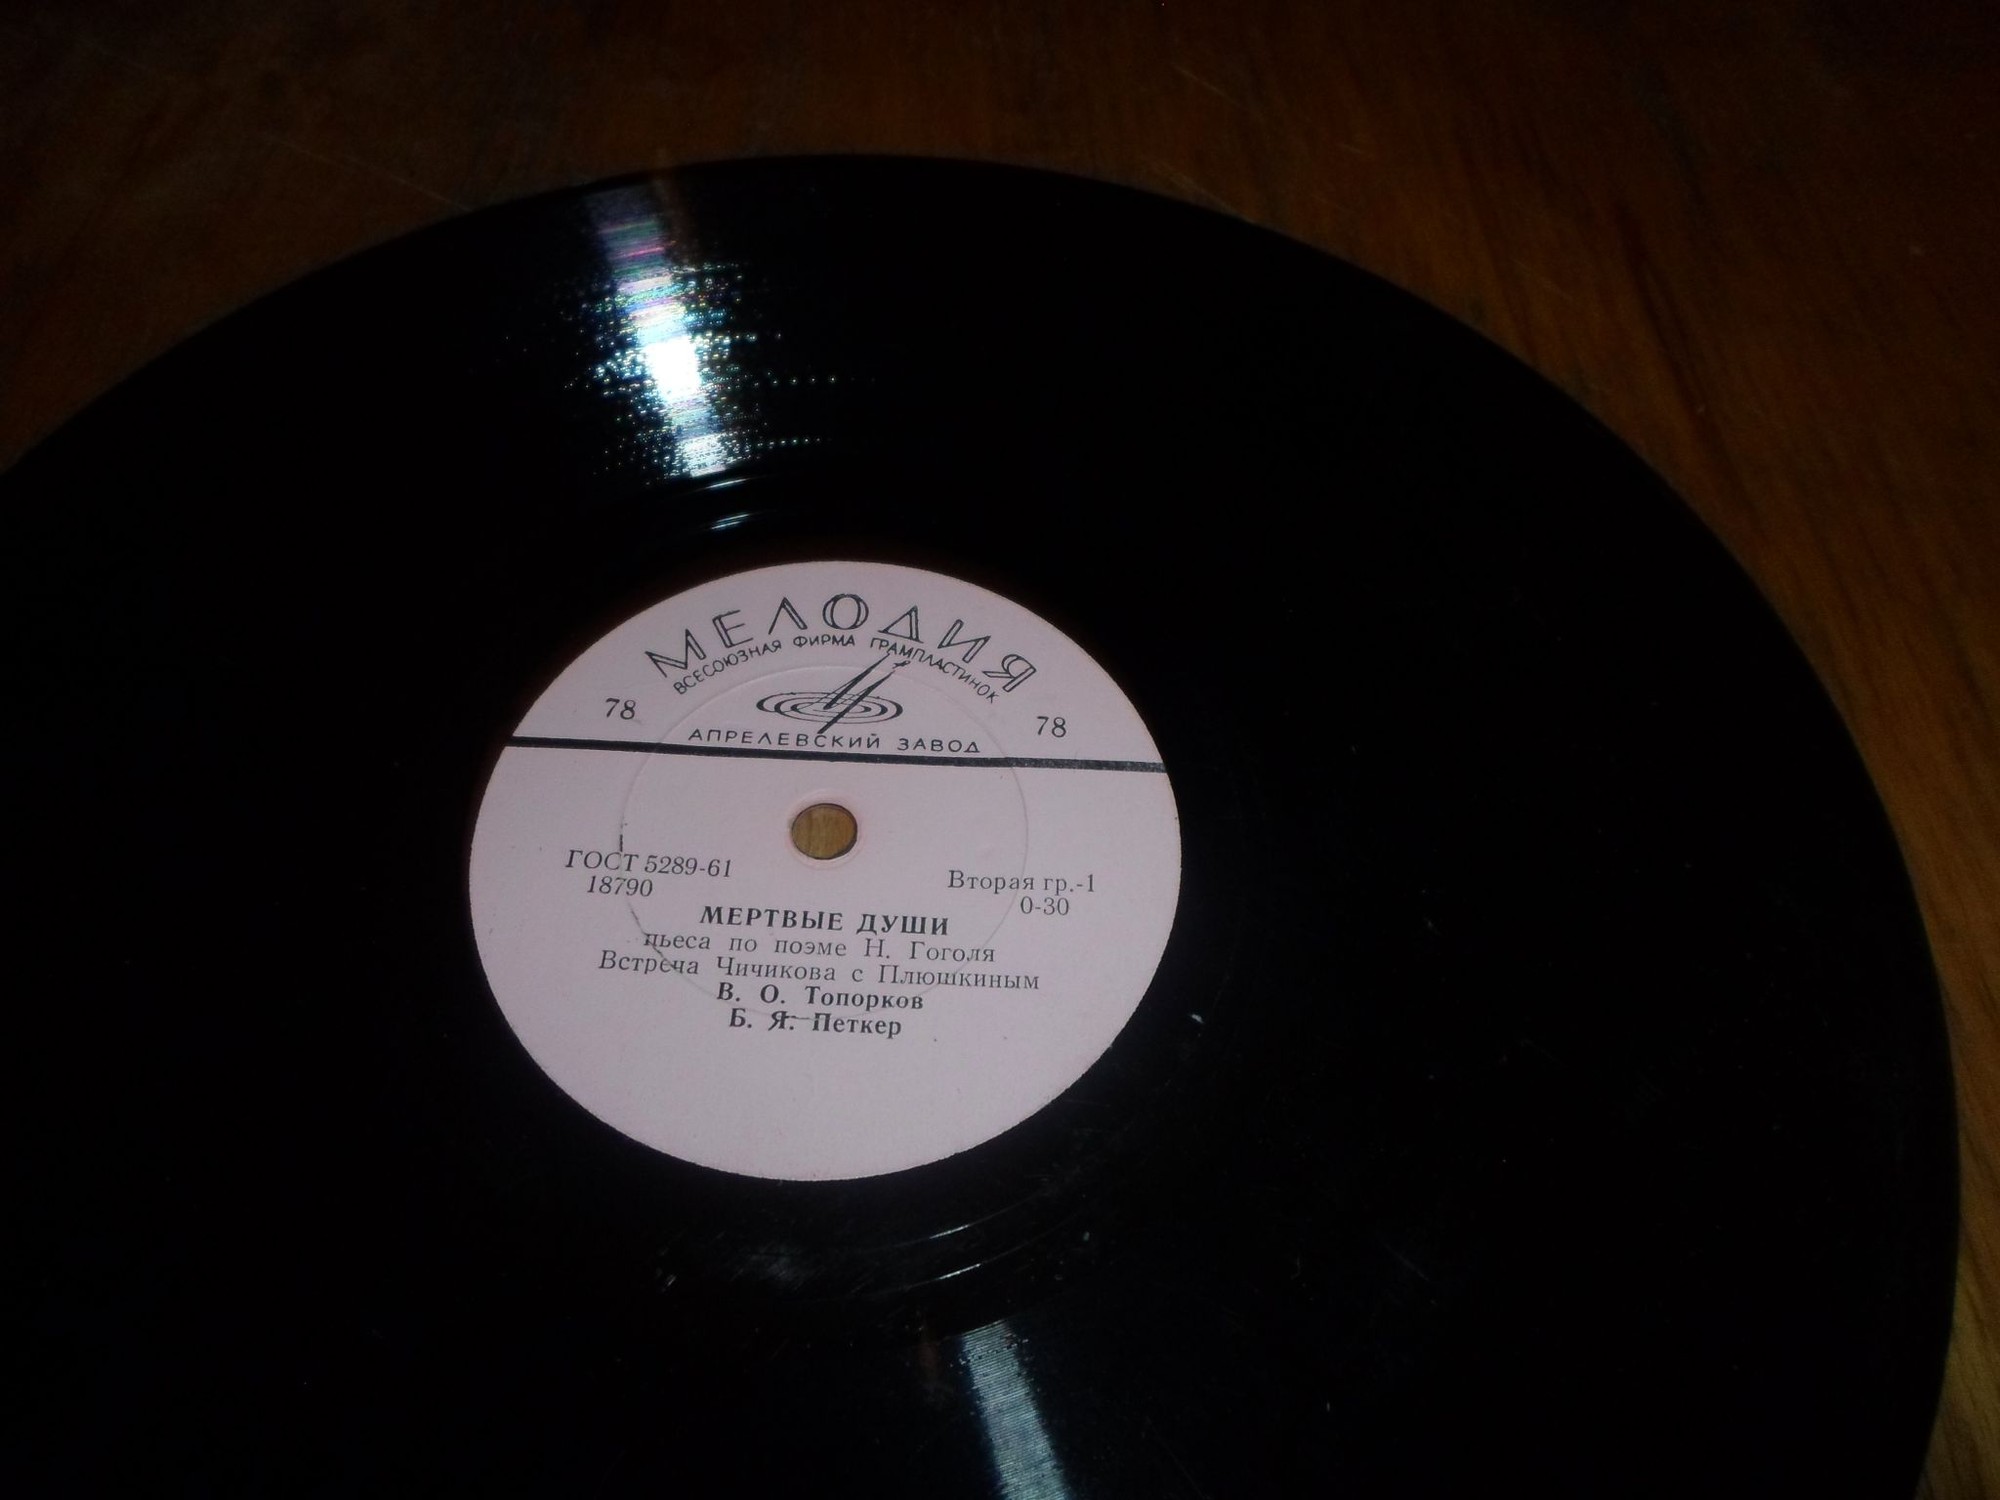 МЕЛОДИЯ
ВСЕСОЮЗНАЯ ФИРМА ГРАМПЛАСТИНОК
78 78
АПРЕЛЕВСКИЙ ЗАВОД
ГОСТ 5289-61 Вторая гр.-1
18790 0-30
МЕРТВЫЕ ДУШИ
пьеса по поэме Н. Гоголя
Встреча Чичикова с Плюшкиным
В. О. Топорков
Б. Я. Петкер